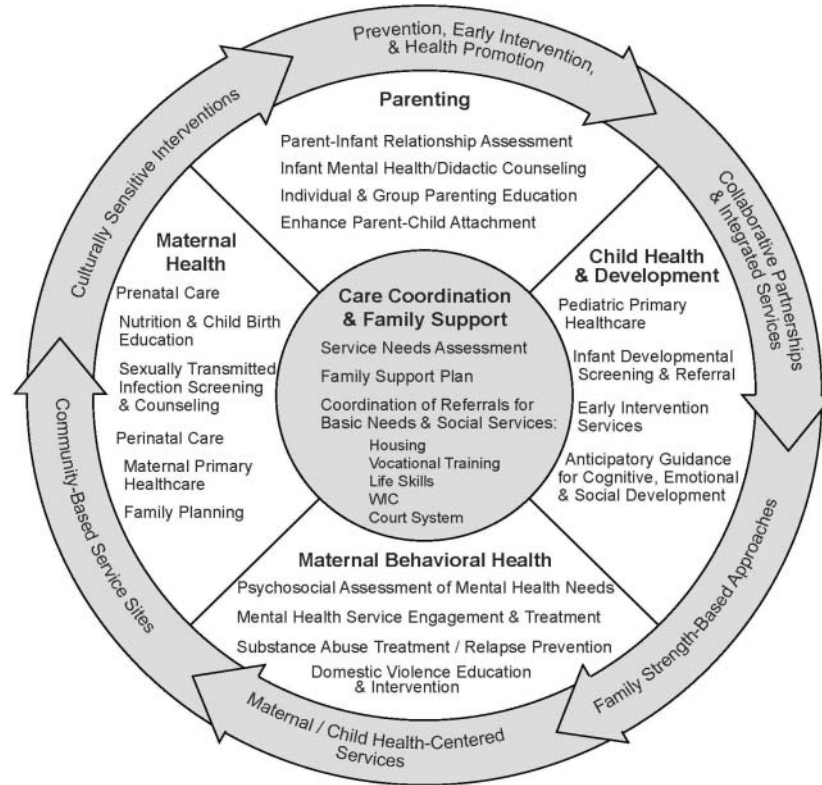 Prevention, Early Intervention,
& Health Promotion
Collaborative Partnerships
& Integrated Services
Family Strength-Based Approaches
Maternal / Child Health-Centered
Services
Community-Based Service Sites
Culturally Sensitive Interventions
Parenting
Parent-Infant Relationship Assessment
Infant Mental Health/Didactic Counseling
Individual & Group Parenting Education
Enhance Parent-Child Attachment
Child Health
& Development
Pediatric Primary
Healthcare
Infant Developmental
Screening & Referral
Early Intervention
Services
Anticipatory Guidance
for Cognitive, Emotional
& Social Development
Maternal Behavioral Health
Psychosocial Assessment of Mental Health Needs
Mental Health Service Engagement & Treatment
Substance Abuse Treatment / Relapse Prevention
Domestic Violence Education
& Intervention
Maternal
Health
Prenatal Care
Nutrition & Child Birth
Education
Sexually Transmitted
Infection Screening
& Counseling
Perinatal Care
Maternal Primary
Healthcare
Family Planning
Care Coordination
& Family Support
Service Needs Assessment
Family Support Plan
Coordination of Referrals for
Basic Needs & Social Services:
Housing
Vocational Training
Life Skills
WIC
Court System